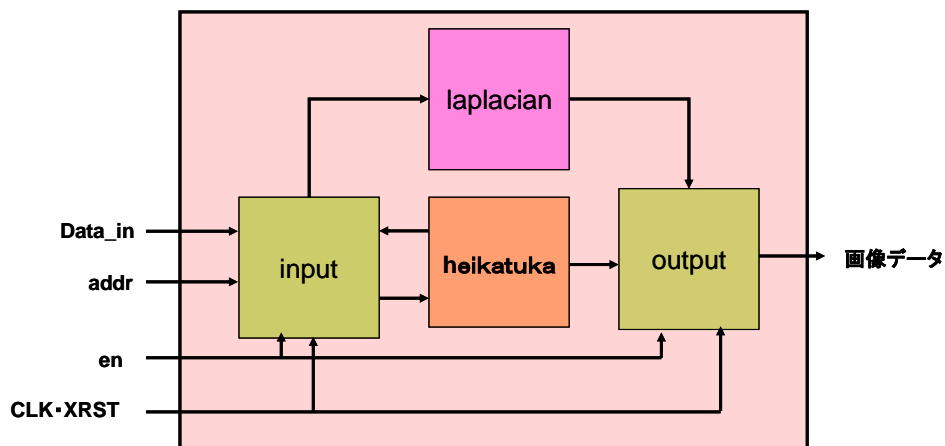 laplacian
Data_in
input
heikatuka
output
画像データ
addr
en
CLK・XRST